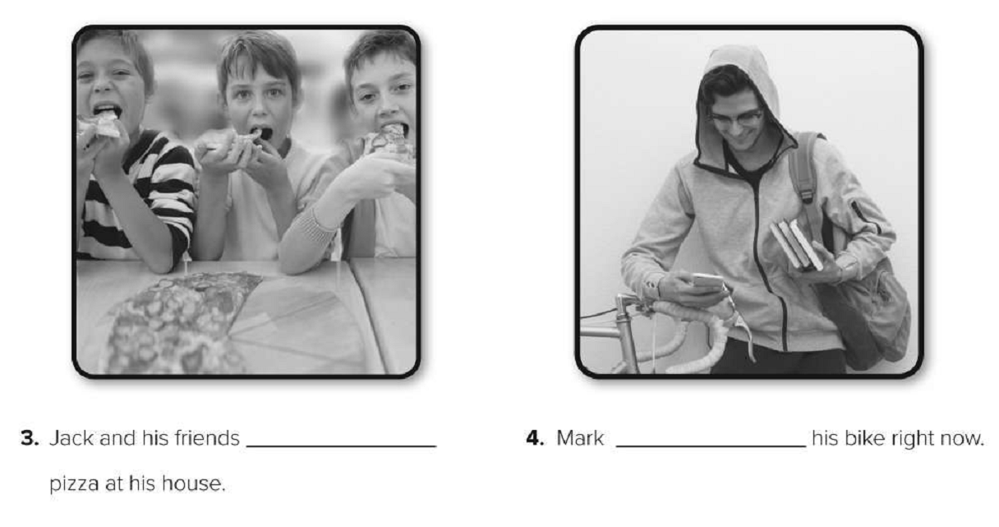 3. Jack and his friends ________________
pizza at his house.
4. Mark ________________ his bike right now.